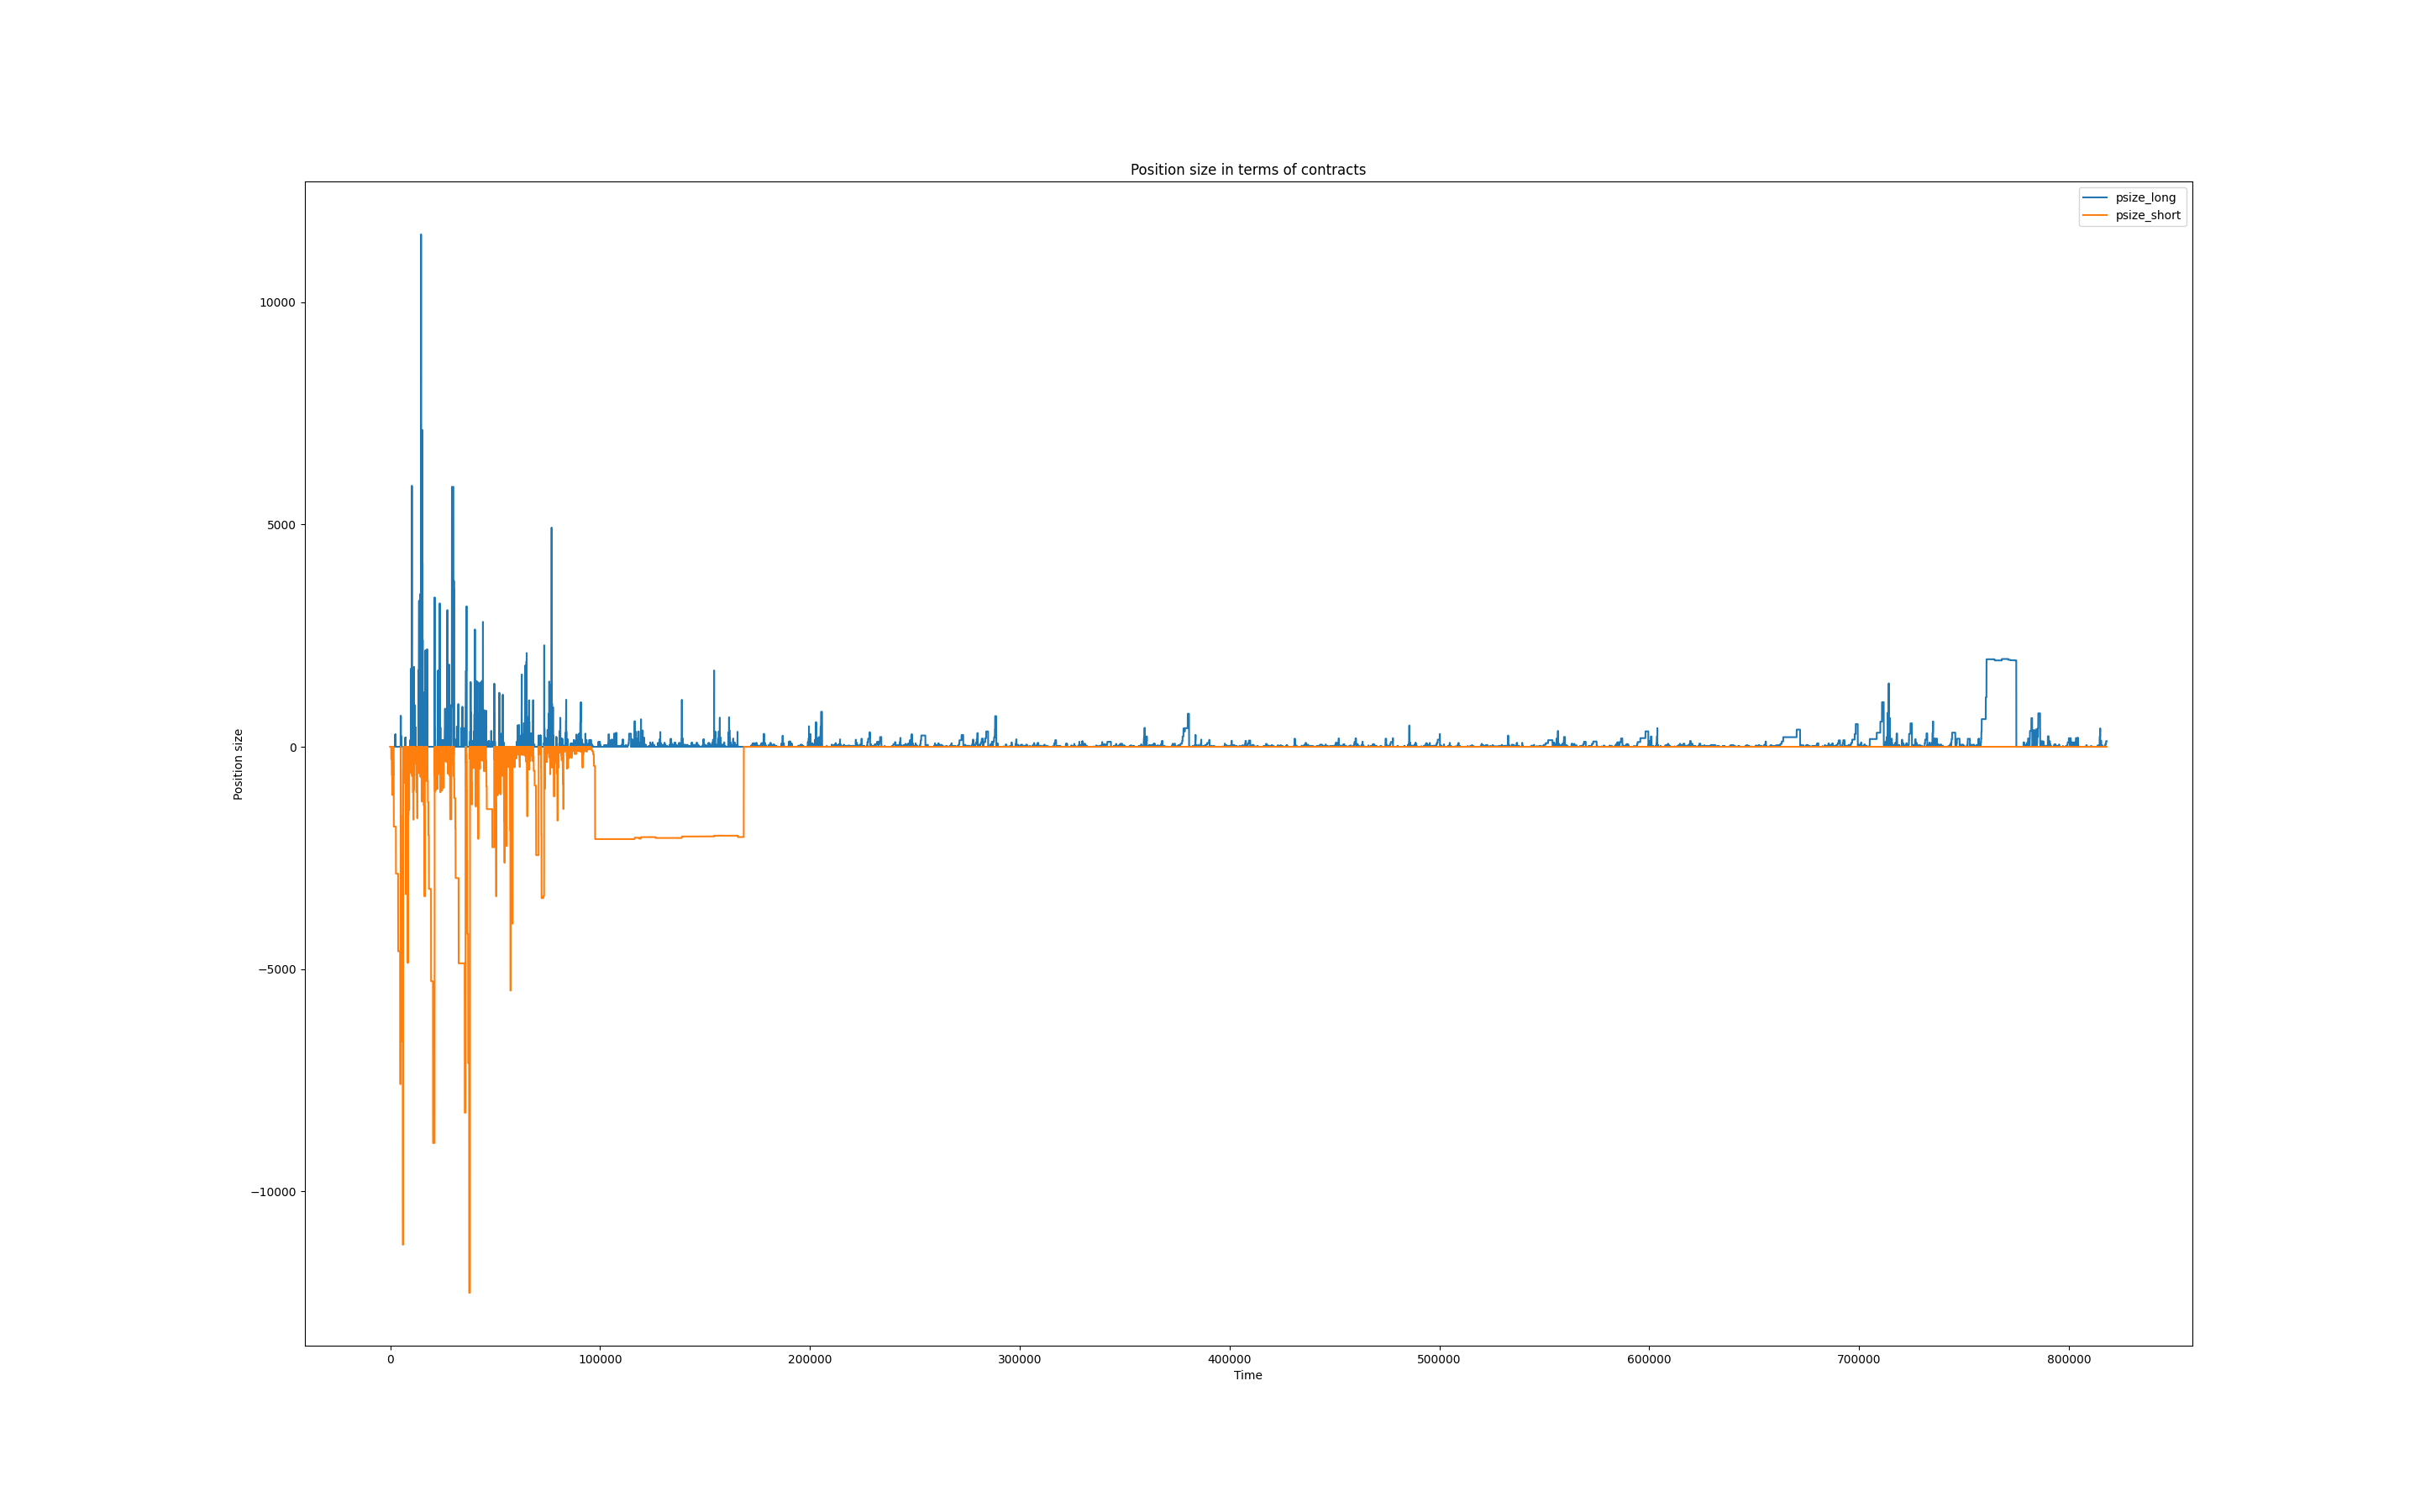 Position size in terms of contracts
psize_long
psize_short
10000
5000
0
−5000
−10000
Position size
0 100000 200000 300000 400000 500000 600000 700000 800000
Time